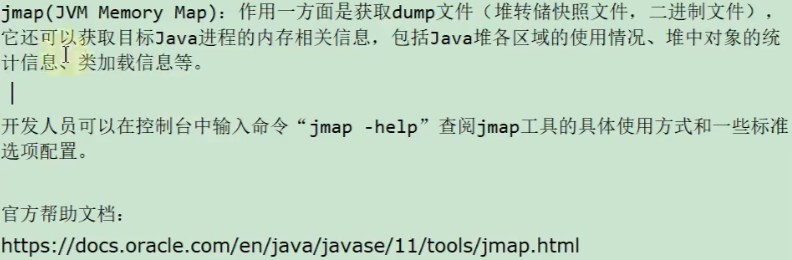 jmap(JVM Memory Map)：作用一方面是获取dump文件（堆转储快照文件，二进制文件），
它还可以获取目标Java进程的内存相关信息，包括Java堆各区域的使用情况、堆中对象的统
计信息、类加载信息等。
开发人员可以在控制台中输入命令“jmap -help”查阅jmap工具的具体使用方式和一些标准
选项配置。
官方帮助文档：
https://docs.oracle.com/en/java/javase/11/tools/jmap.html